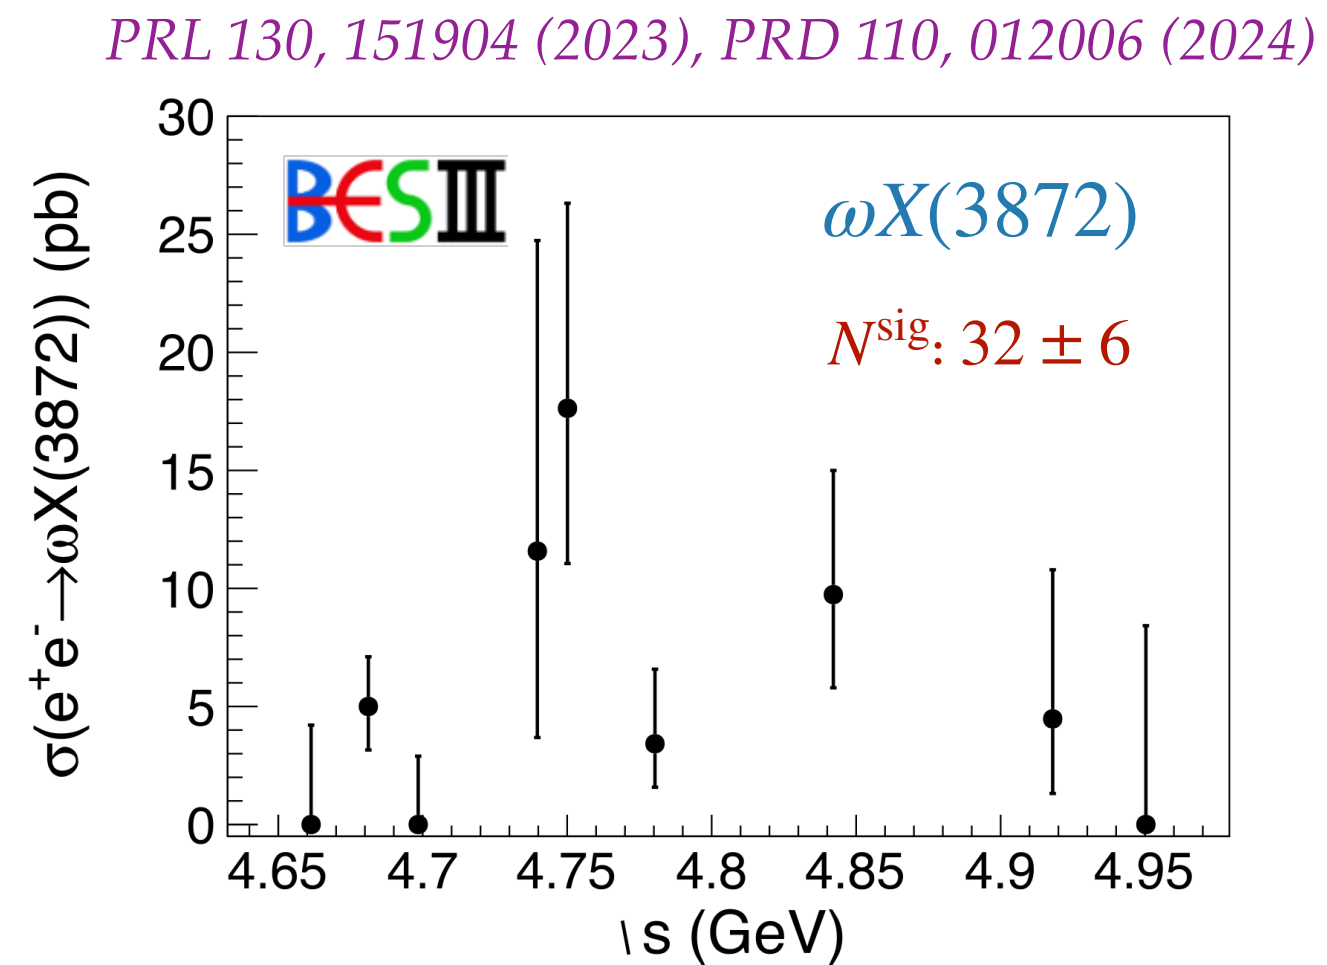 PRL 130, 151904 (2023), PRD 110, 012006 (2024)
30
25
20
15
10
5
0
BESIII
ωX(3872)
Nsig: 32 ± 6
σ(e+e-→ωX(3872)) (pb)
4.65 4.7 4.75 4.8 4.85 4.9 4.95
\ s (GeV)